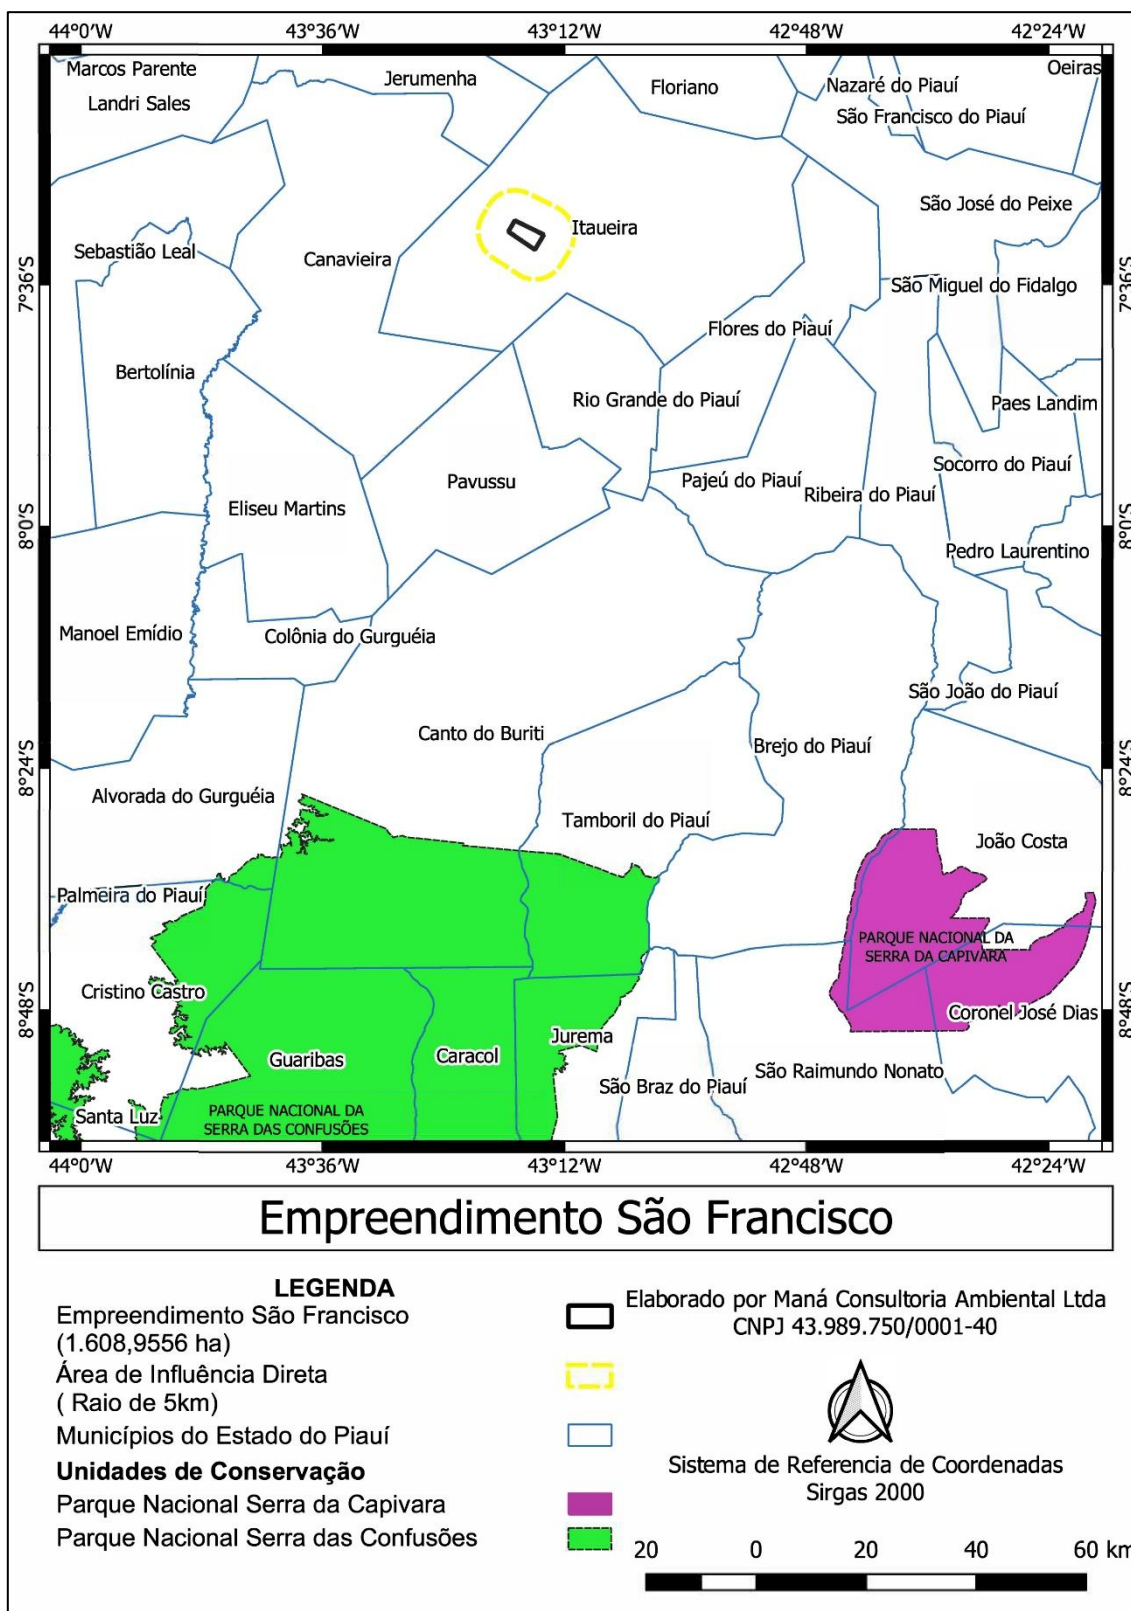 44°0'W 43°36'W 43°12'W 42°48'W 42°24'W
Marcos Parente
Landri Sales
Jerumenha
Floriano
Nazaré do Piauí
Oeiras
São Francisco do Piauí
São José do Peixe
Itaueira
Sebastião Leal
Canavieira
7°36'S
São Miguel do Fidalgo
7°36'S
Flores do Piauí
Bertolínia
Rio Grande do Piauí
Paes Landim
Socorro do Piauí
Pavussu
Pajeú do Piauí
Ribeira do Piauí
Eliseu Martins
8°0'S
8°0'S
Pedro Laurentino
Manoel Emídio
Colônia do Gurguéia
São João do Piauí
Canto do Buriti
Brejo do Piauí
8°24'S
8°24'S
Alvorada do Gurguéia
Tamboril do Piauí
João Costa
Palmeira do Piauí
PARQUE NACIONAL DA
SERRA DA CAPIVARA
Cristino Castro
8°48'S
8°48'S
Coronel José Dias
Jurema
Guaribas
Caracol
São Braz do Piauí
São Raimundo Nonato
Santa Luz
PARQUE NACIONAL DA
SERRA DAS CONFUSÕES
44°0'W 43°36'W 43°12'W 42°48'W 42°24'W
Empreendimento São Francisco
LEGENDA
Empreendimento São Francisco
(1.608,9556 ha)
Área de Influência Direta
( Raio de 5km)
Municípios do Estado do Piauí
Unidades de Conservação
Parque Nacional Serra da Capivara
Parque Nacional Serra das Confusões
Elaborado por Maná Consultoria Ambiental Ltda
CNPJ 43.989.750/0001-40
Sistema de Referencia de Coordenadas
Sirgas 2000
20 0 20 40 60 km